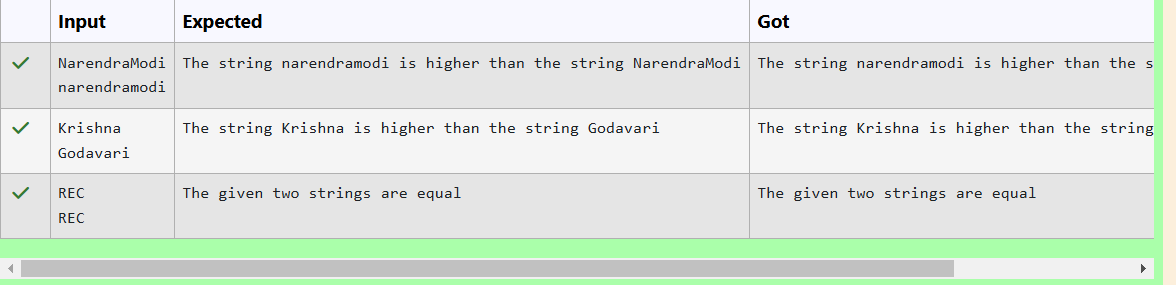 Input Expected Got
NarendraModi The string narendramodi is higher than the string NarendraModi The string narendramodi is higher than the s
narendramodi
Krishna The string Krishna is higher than the string Godavari The string Krishna is higher than the string
Godavari
REC The given two strings are equal The given two strings are equal
REC